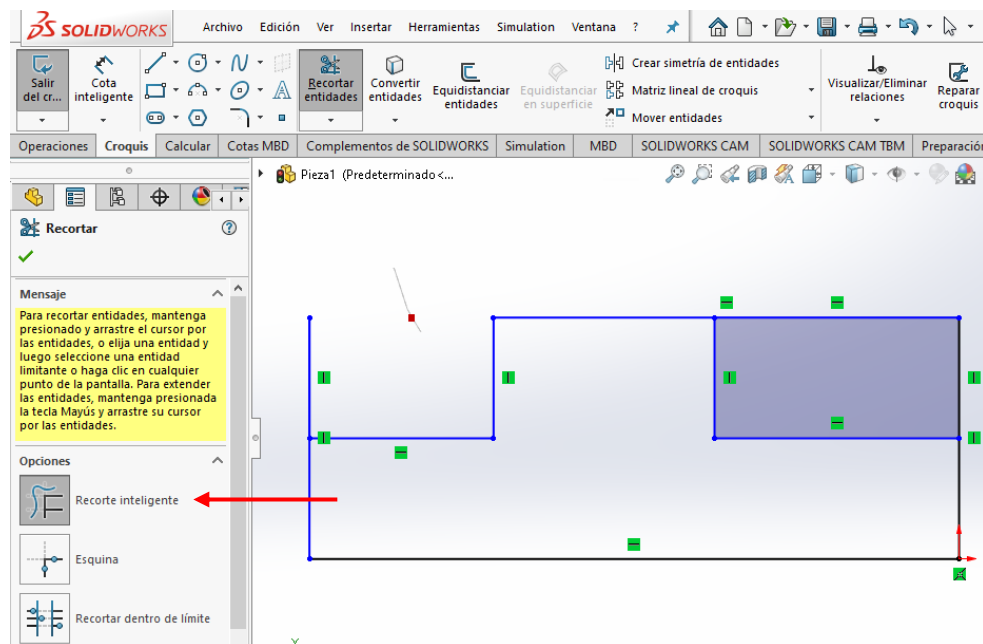 SOLIDWORKS
Archivo Edición Ver Insertar Herramientas Simulation Ventana ?
Salir
del cr...
Cota
inteligente
Recortar
entidades
Convertir
entidades
Equidistanciar
entidades
Equidistanciar
en superficie
Crear simetría de entidades
Matriz lineal de croquis
Mover entidades
Visualizar/Eliminar
relaciones
Reparar
croquis
Operaciones Croquis Calcular Cotas MBD Complementos de SOLIDWORKS Simulation MBD SOLIDWORKS CAM SOLIDWORKS CAM TBM Preparación
Pieza1 (Predeterminado<...
Recortar
Mensaje
Para recortar entidades, mantenga
presionado y arrastre el cursor por
las entidades, o elija una entidad y
luego seleccione una entidad
limitante o haga clic en cualquier
punto de la pantalla. Para extender
las entidades, mantenga presionada
la tecla Mayús y arrastre su cursor
por las entidades.
Opciones
Recorte inteligente
Esquina
Recortar dentro de límite